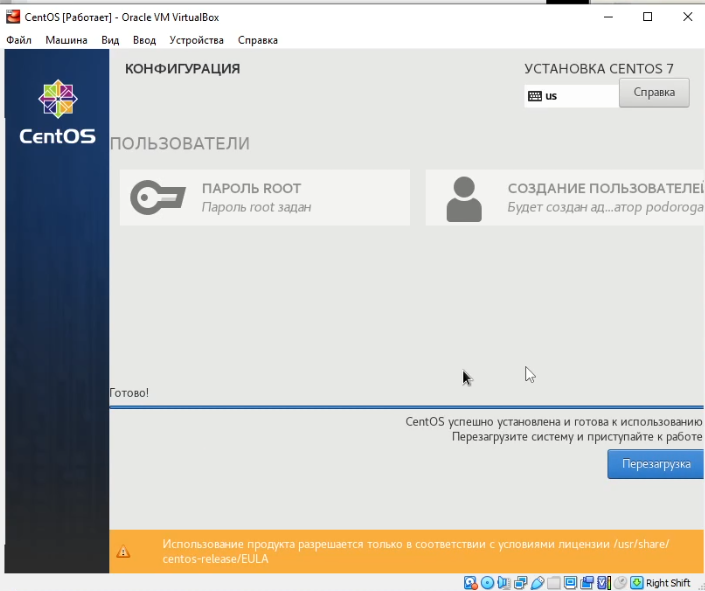 CentOS [Работает] - Oracle VM VirtualBox
Файл Машина Вид Ввод Устройства Справка
КОНФИГУРАЦИЯ
УСТАНОВКА CENTOS 7
us
Справка
CentOS
ПОЛЬЗОВАТЕЛИ
ПАРОЛЬ ROOT
Пароль root задан
СОЗДАНИЕ ПОЛЬЗОВАТЕЛЕЙ
Будет создан ад...атор podoroga
Готово!
CentOS успешно установлена и готова к использованию
Перезагрузите систему и приступайте к работе
Перезагрузка
Использование продукта разрешается только в соответствии с условиями лицензии /usr/share/
centos-release/EULA
Right Shift